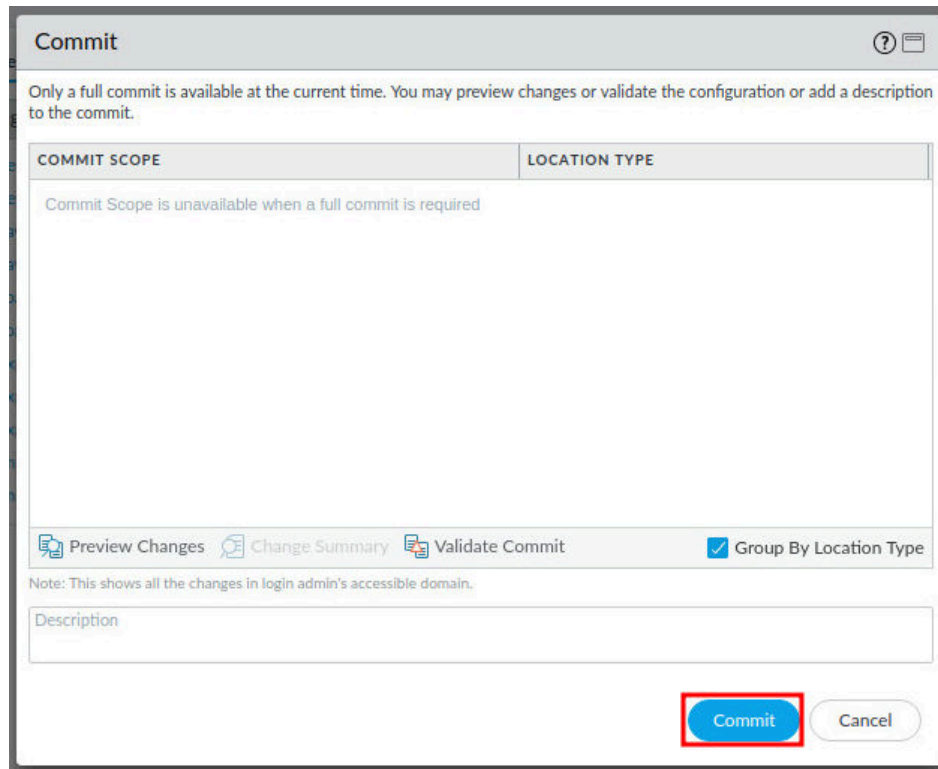 Commit
Only a full commit is available at the current time. You may preview changes or validate the configuration or add a description
to the commit.
COMMIT SCOPE LOCATION TYPE
Commit Scope is unavailable when a full commit is required
Preview Changes Change Summary Validate Commit Group By Location Type
Note: This shows all the changes in login admin's accessible domain.
Description
Commit Cancel